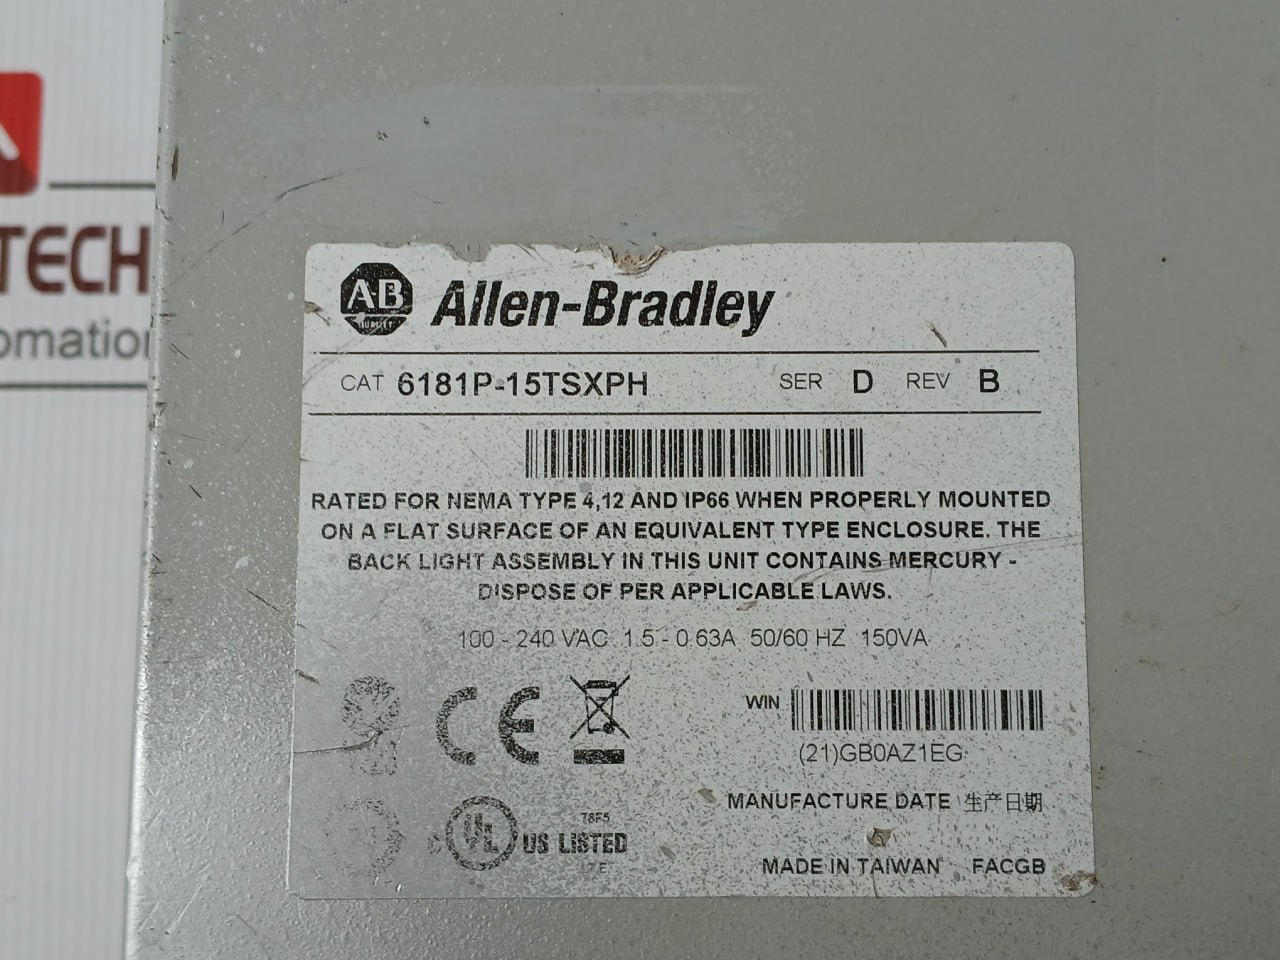 TECH
omation
AB
QUALITY
Allen-Bradley
CAT 6181P-15TSXPH SER D REV B
RATED FOR NEMA TYPE 4,12 AND IP66 WHEN PROPERLY MOUNTED
ON A FLAT SURFACE OF AN EQUIVALENT TYPE ENCLOSURE. THE
BACK LIGHT ASSEMBLY IN THIS UNIT CONTAINS MERCURY -
DISPOSE OF PER APPLICABLE LAWS.
100 - 240 VAC 1.5 - 0.63A 50/60 HZ 150VA
CE
WIN
(21)GB0AZ1EG
MANUFACTURE DATE 生产日期
UL US LISTED
MADE IN TAIWAN FACGB